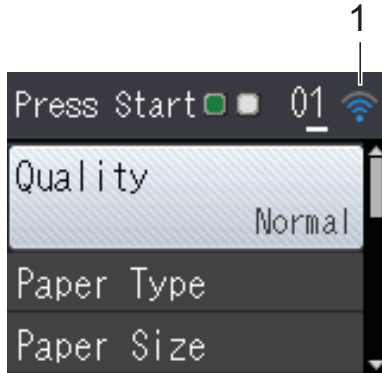 1
Press Start 01
Quality
Normal
Paper Type
Paper Size